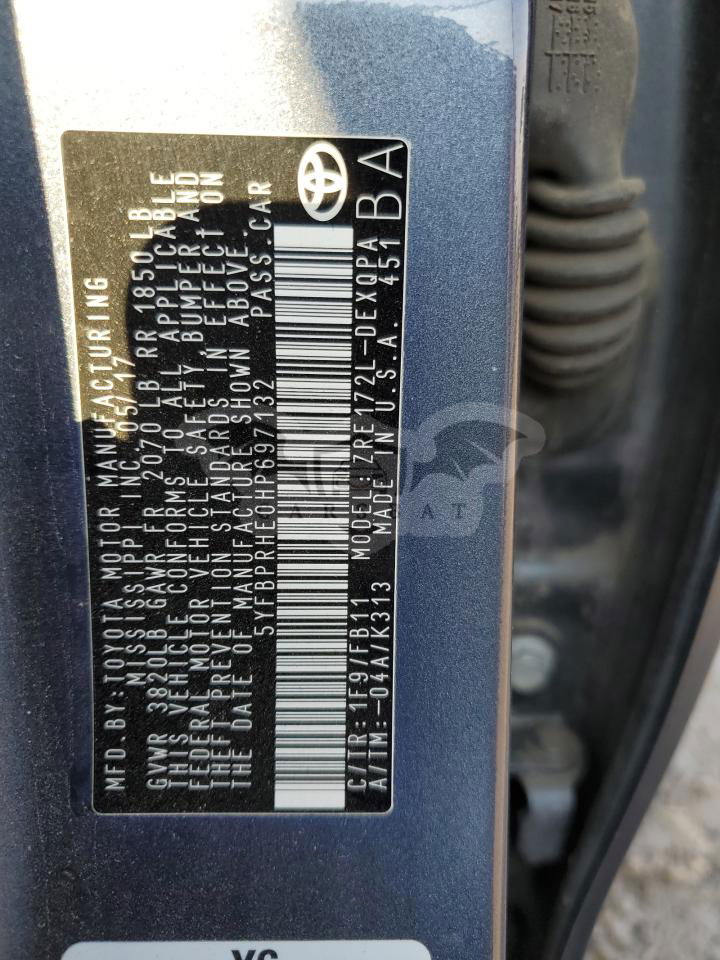 MFD. BY: TOYOTA MOTOR MANUFACTURING
MISSISSIPPI INC. 05/17
GVWR 3820LB GAWR FR 2070 LB RR 1850 LB
THIS VEHICLE CONFORMS TO ALL APPLICABLE
FEDERAL MOTOR VEHICLE SAFETY, BUMPER AND
THEFT PREVENTION STANDARDS IN EFFECT ON
THE DATE OF MANUFACTURE SHOWN ABOVE.
5YFBPRHE0HP697132 PASS. CAR
C/TR: 1F9/FB11 MODEL: ZRE172L-DEXQPA
A/TM: -04A/K313 MADE IN U.S.A. 451
BA